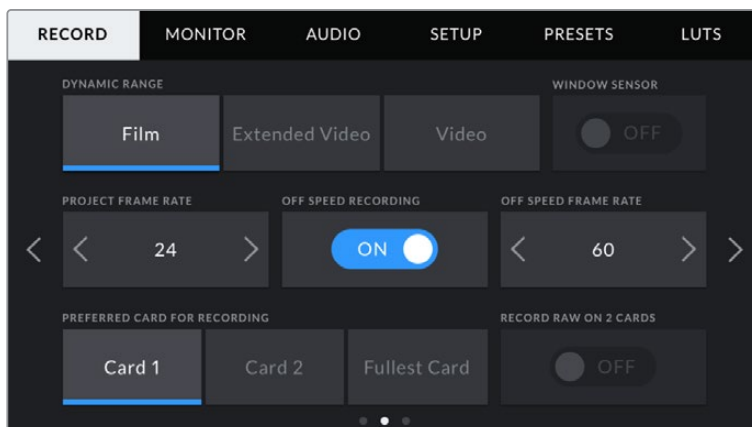 RECORD MONITOR AUDIO SETUP PRESETS LUTS
DYNAMIC RANGE WINDOW SENSOR
Film Extended Video Video OFF
PROJECT FRAME RATE OFF SPEED RECORDING OFF SPEED FRAME RATE
24 ON 60
PREFERRED CARD FOR RECORDING RECORD RAW ON 2 CARDS
Card 1 Card 2 Fullest Card OFF